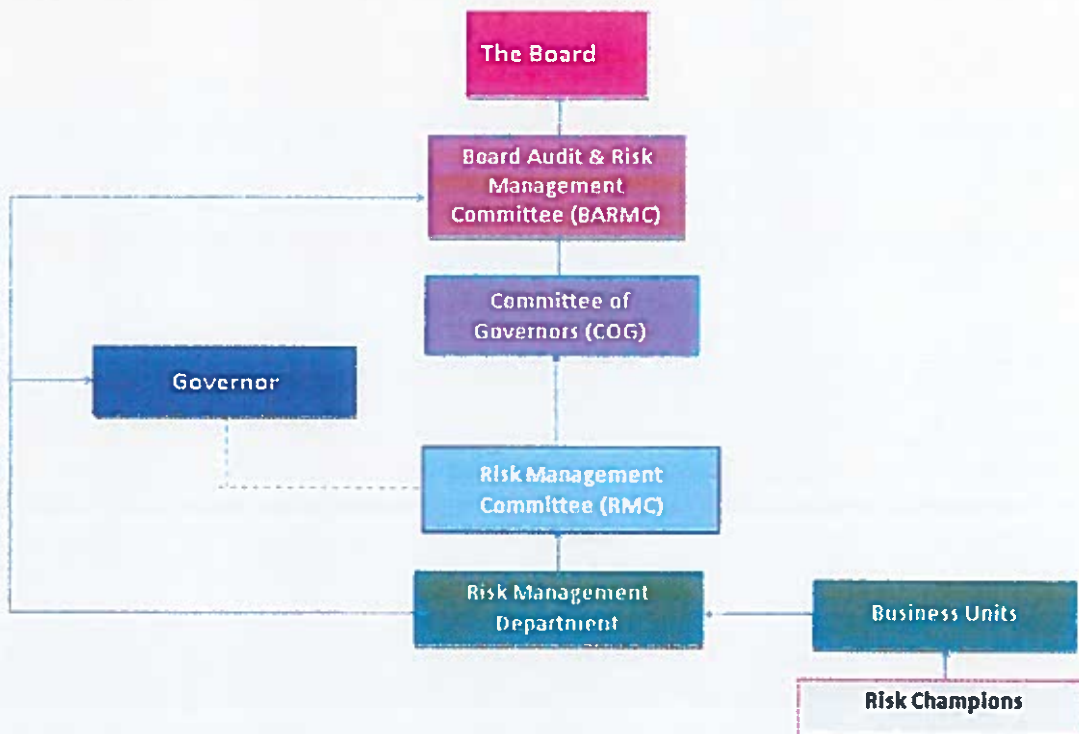 The Board
Board Audit & Risk
Management
Committee (BARMC)
Committee of
Governors (COG)
Governor
Risk Management
Committee (RMC)
Risk Management
Department
Business Units
Risk Champions